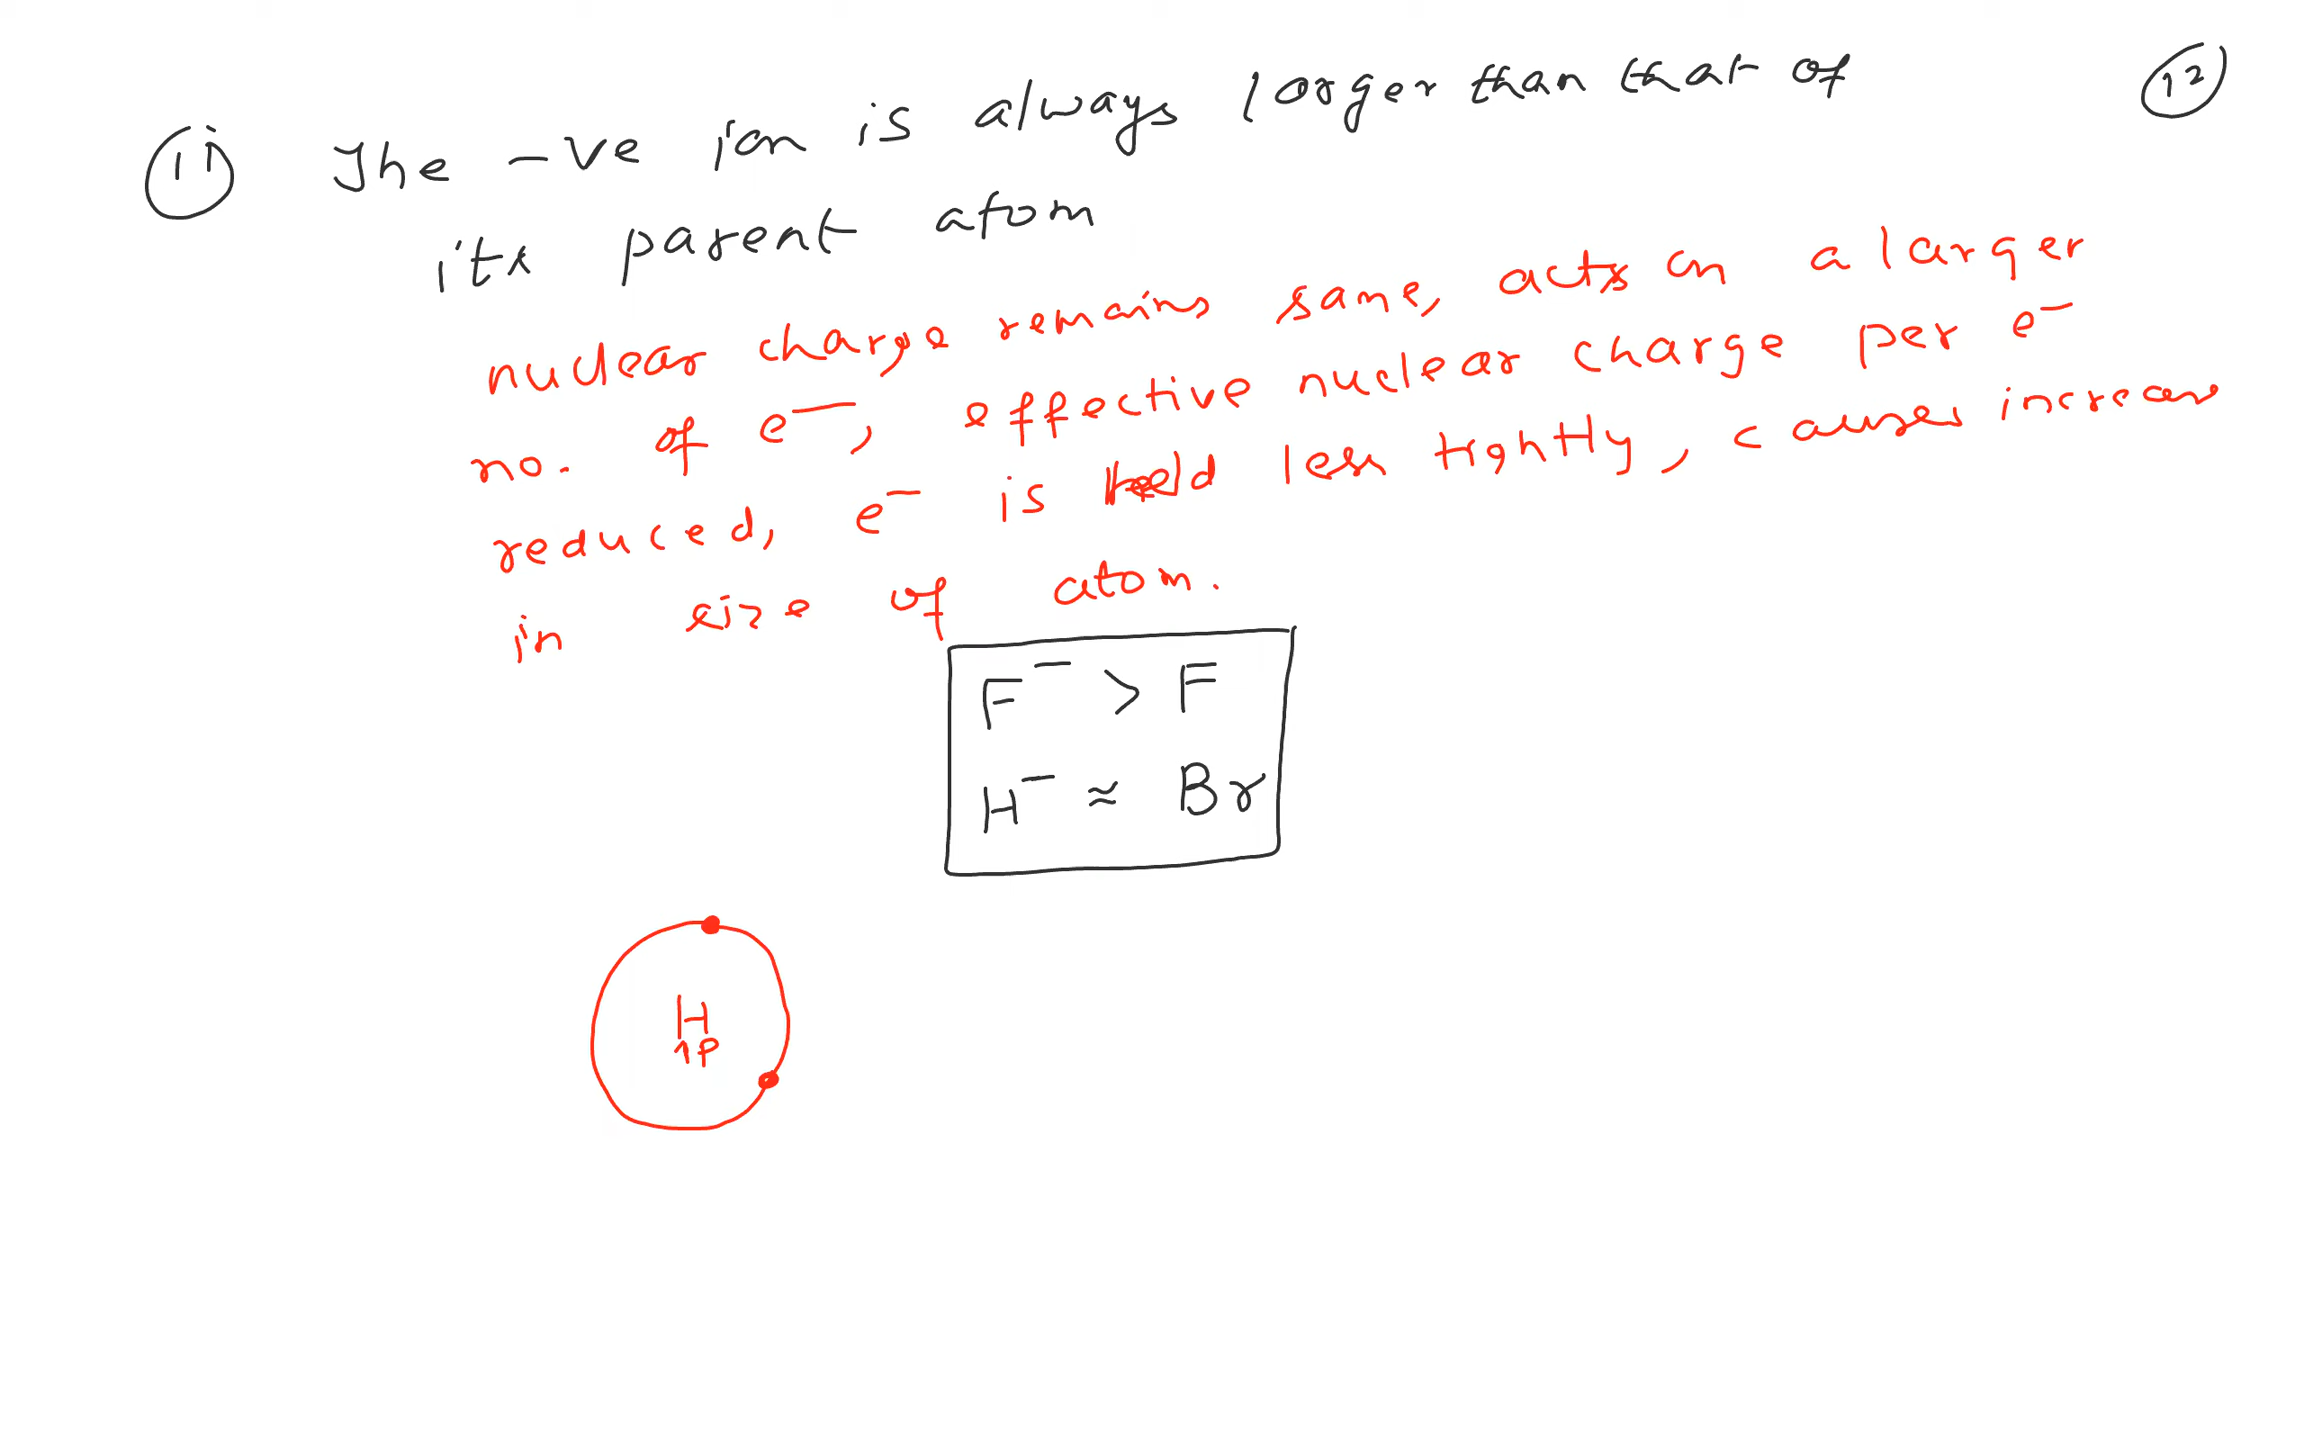 (ii) The -ve ion is always larger than that of
12
its parent atom
nuclear charge remains same, acts on a larger
no. of e⁻, effective nuclear charge per e⁻
reduced, e⁻ is held less tightly, causes increase
in size of atom.
F⁻ > F
H⁻ ≈ Br
H
1P